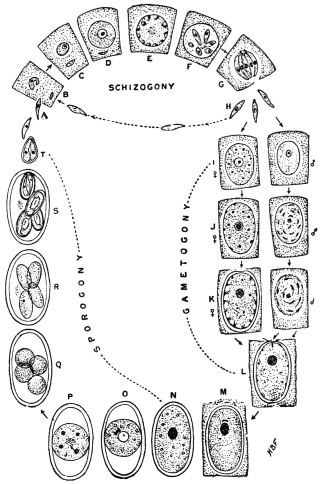 A
B
C
D
E
F
G
H
SCHIZOGONY
I
♀
♂
J
♀
♂
K
♀
♂
L
GAMETOGONY
M
N
O
P
Q
R
S
T
SPOROGONY
HBF